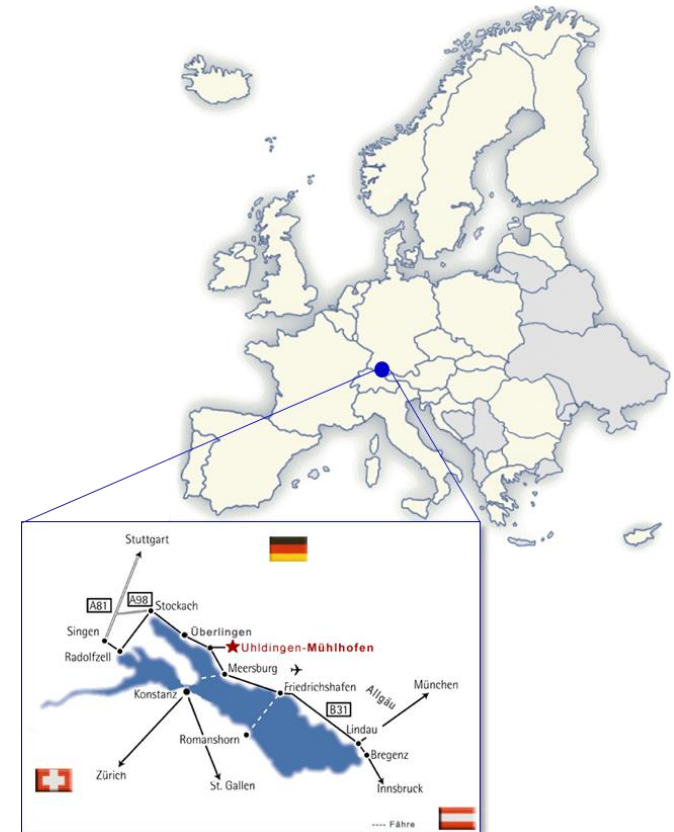 Stuttgart
A81
A98
Stockach
Singen
Überlingen
Uhldingen-Mühlhofen
Radolfzell
Meersburg
Konstanz
Friedrichshafen
Allgäu
München
B31
Romanshorn
Lindau
Bregenz
Zürich
St. Gallen
Innsbruck
---- Fähre